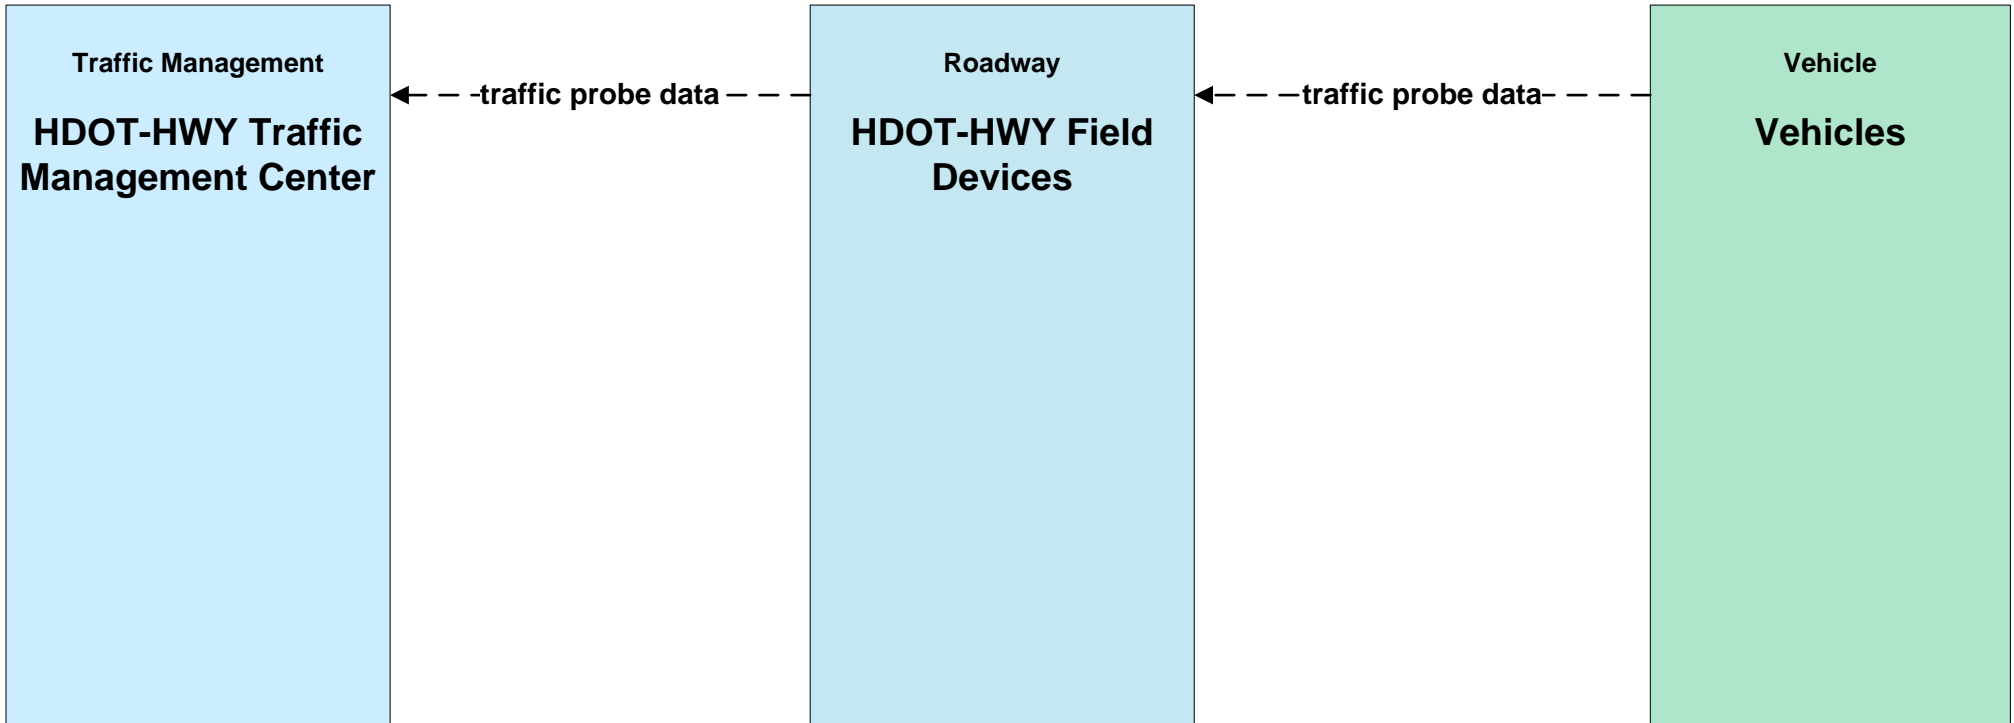 Traffic Management
HDOT-HWY Traffic
Management Center
traffic probe data
Roadway
HDOT-HWY Field
Devices
traffic probe data
Vehicle
Vehicles